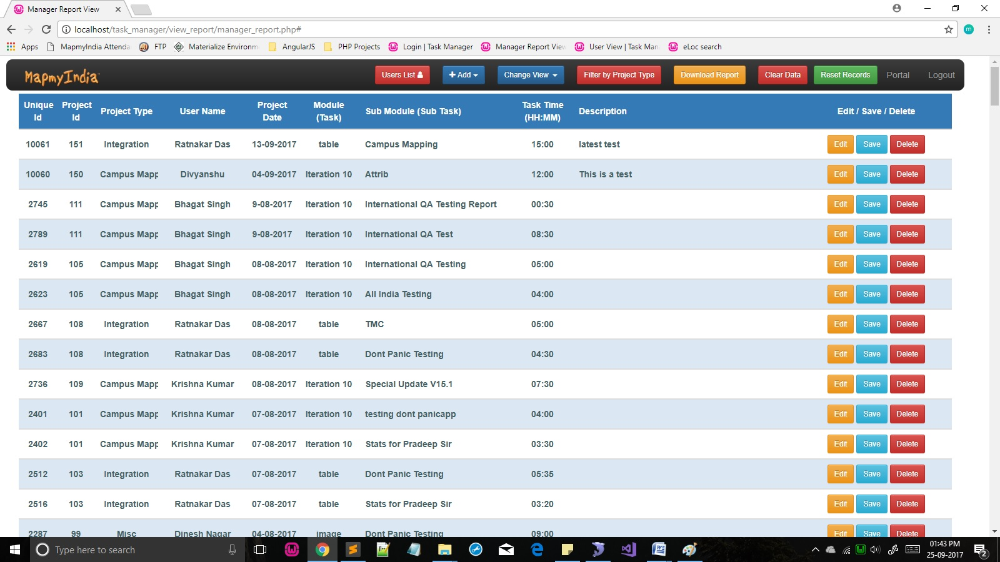 Manager Report View
localhost/task_manager/view_report/manager_report.php#
m
Apps MapmyIndia Attenda FTP Materialize Environm AngularJS PHP Projects Login | Task Manager Manager Report View User View | Task Man eLoc search
MapmyIndia Users List + Add Change View Filter by Project Type Download Report Clear Data Reset Records Portal Logout
Unique Id Project Id Project Type User Name Project Date Module (Task) Sub Module (Sub Task) Task Time (HH:MM) Description Edit / Save / Delete
10061 151 Integration Ratnakar Das 13-09-2017 table Campus Mapping 15:00 latest test Edit Save Delete
10060 150 Campus Mapp Divyanshu 04-09-2017 Iteration 10 Attrib 12:00 This is a test Edit Save Delete
2745 111 Campus Mapp Bhagat Singh 9-08-2017 Iteration 10 International QA Testing Report 00:30 Edit Save Delete
2789 111 Campus Mapp Bhagat Singh 9-08-2017 Iteration 10 International QA Test 08:30 Edit Save Delete
2619 105 Campus Mapp Bhagat Singh 08-08-2017 Iteration 10 International QA Testing 05:00 Edit Save Delete
2623 105 Campus Mapp Bhagat Singh 08-08-2017 Iteration 10 All India Testing 04:00 Edit Save Delete
2667 108 Integration Ratnakar Das 08-08-2017 table TMC 05:00 Edit Save Delete
2683 108 Integration Ratnakar Das 08-08-2017 table Dont Panic Testing 04:30 Edit Save Delete
2736 109 Campus Mapp Krishna Kumar 08-08-2017 Iteration 10 Special Update V15.1 07:30 Edit Save Delete
2401 101 Campus Mapp Krishna Kumar 07-08-2017 Iteration 10 testing dont panicapp 04:00 Edit Save Delete
2402 101 Campus Mapp Krishna Kumar 07-08-2017 Iteration 10 Stats for Pradeep Sir 03:30 Edit Save Delete
2512 103 Integration Ratnakar Das 07-08-2017 table Dont Panic Testing 05:35 Edit Save Delete
2516 103 Integration Ratnakar Das 07-08-2017 table Stats for Pradeep Sir 03:20 Edit Save Delete
2287 99 Misc Dinesh Nagar 04-08-2017 image Dont Panic Testing 09:00 Edit Save Delete
Type here to search
01:43 PM
25-09-2017
2